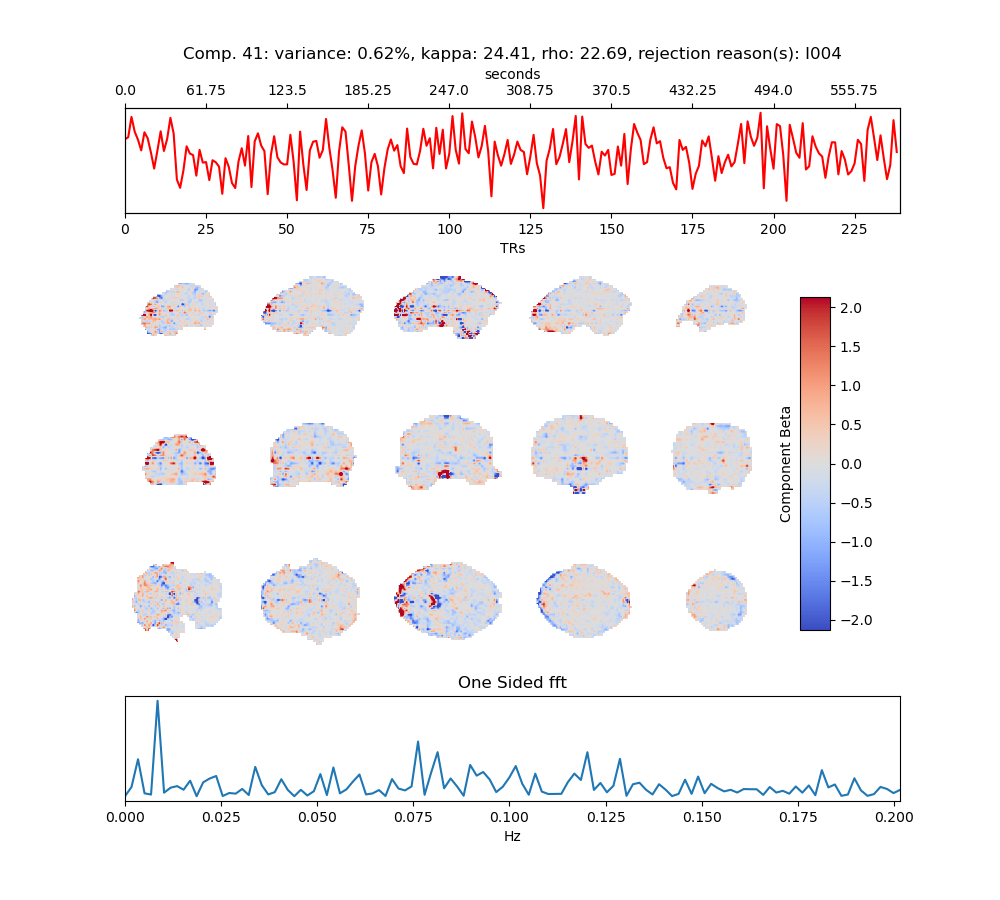 Comp. 41: variance: 0.62%, kappa: 24.41, rho: 22.69, rejection reason(s): I004
seconds
0.0 61.75 123.5 185.25 247.0 308.75 370.5 432.25 494.0 555.75
0 25 50 75 100 125 150 175 200 225
TRs
2.0
1.5
1.0
0.5
0.0
−0.5
−1.0
−1.5
−2.0
Component Beta
One Sided fft
0.000 0.025 0.050 0.075 0.100 0.125 0.150 0.175 0.200
Hz